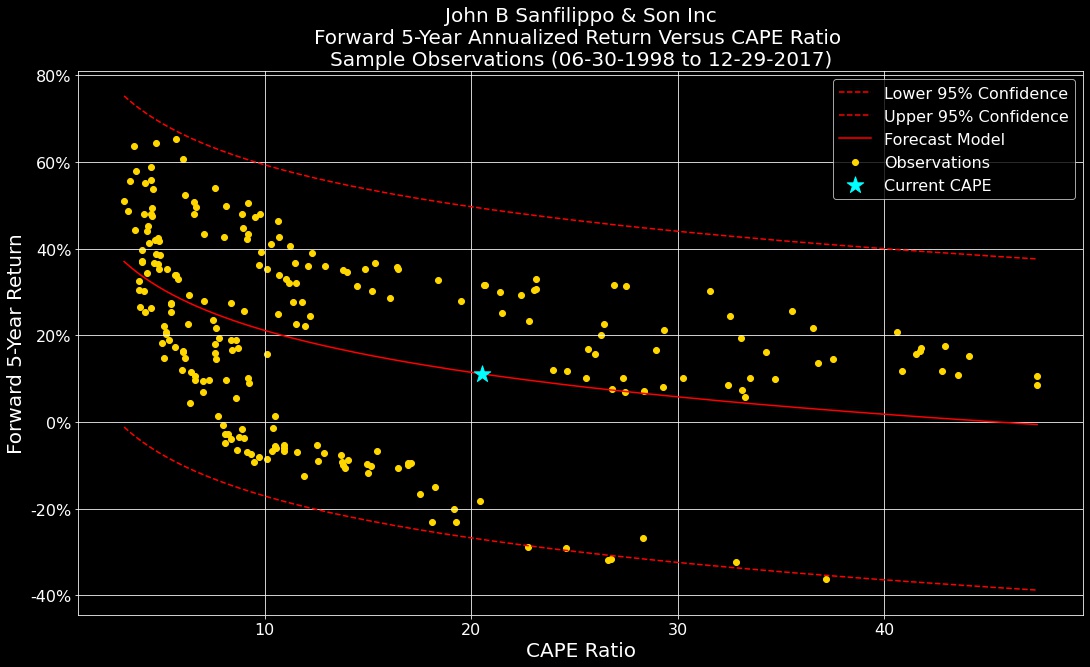 John B Sanfilippo & Son Inc
Forward 5-Year Annualized Return Versus CAPE Ratio
Sample Observations (06-30-1998 to 12-29-2017)
80%
60%
40%
20%
0%
-20%
-40%
Forward 5-Year Return
Lower 95% Confidence
Upper 95% Confidence
Forecast Model
Observations
Current CAPE
10
20
30
40
CAPE Ratio